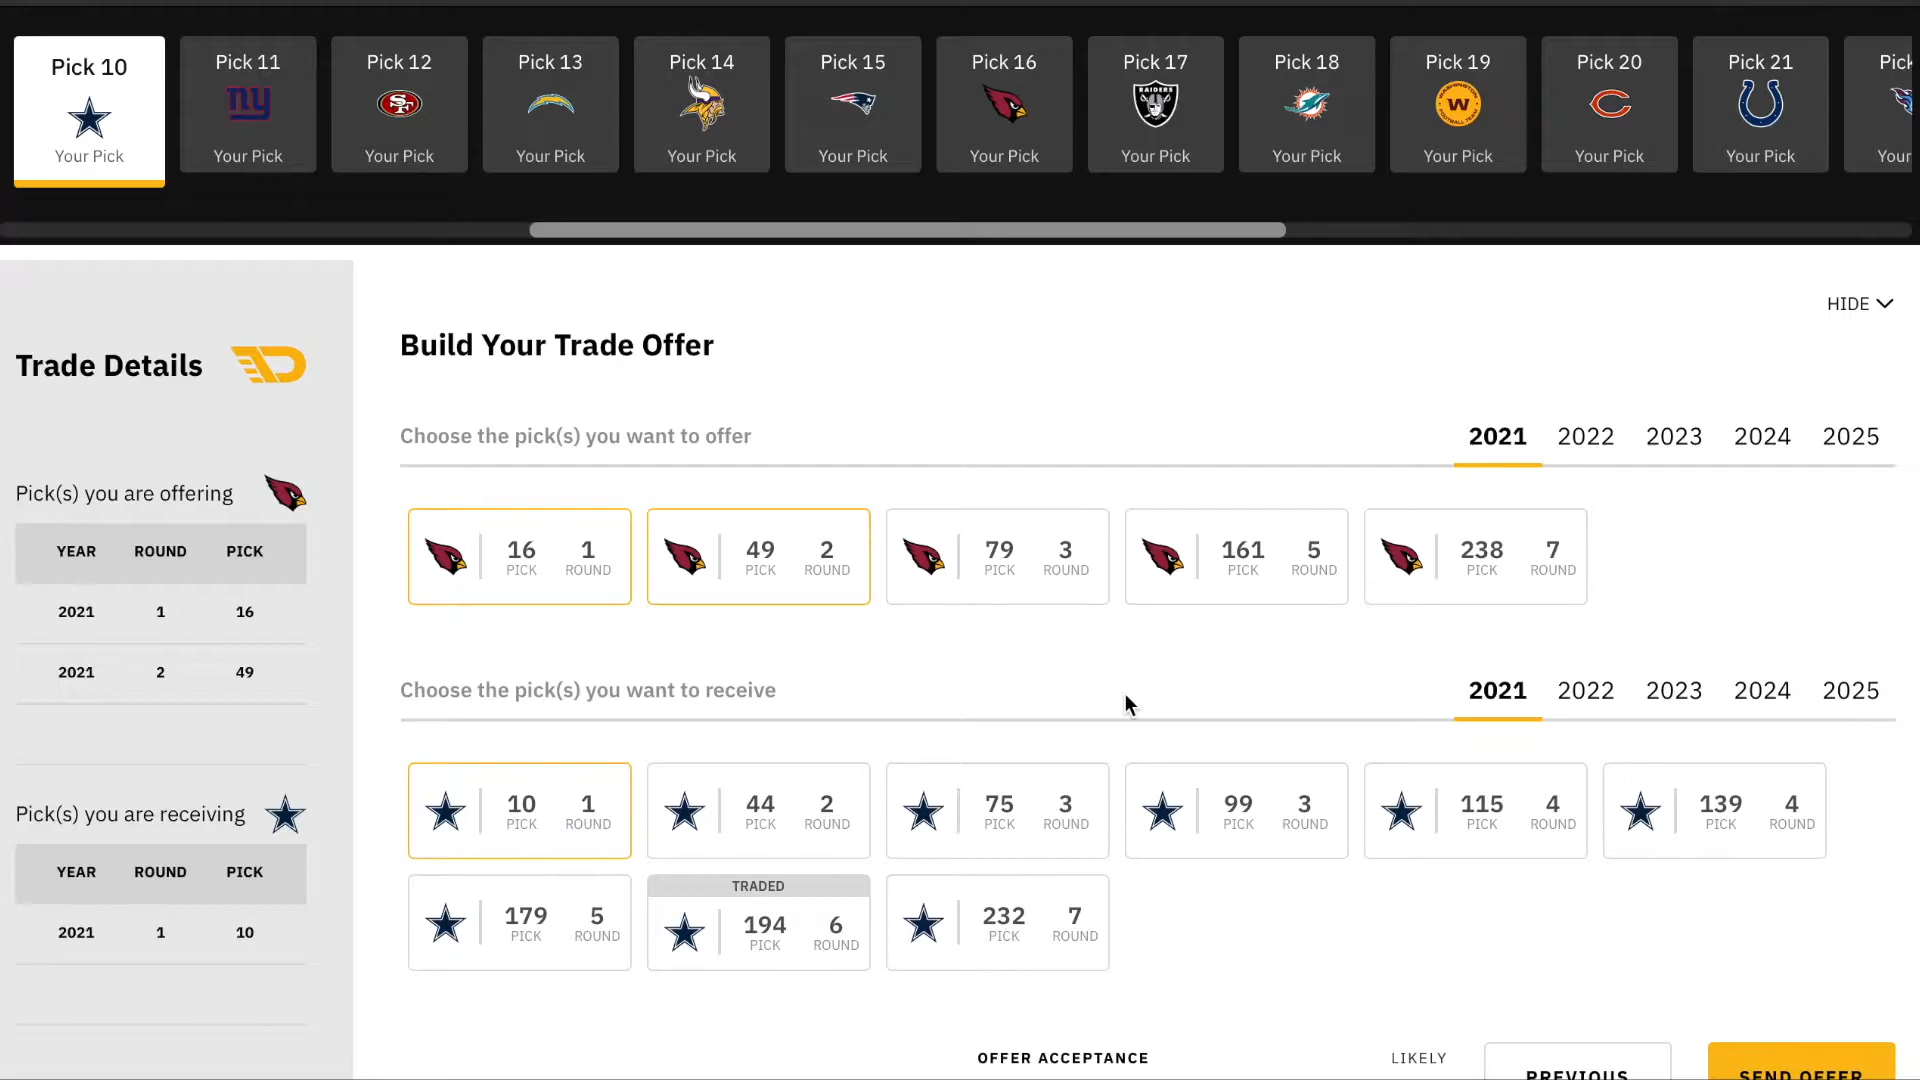 Pick 10 Pick 11 Pick 12 Pick 13 Pick 14 Pick 15 Pick 16 Pick 17 Pick 18 Pick 19 Pick 20 Pick 21 Pick
ny SF RAIDERS WASHINGTON W FOOTBALL TEAM C
Your Pick Your Pick Your Pick Your Pick Your Pick Your Pick Your Pick Your Pick Your Pick Your Pick Your Pick Your Pick Your
HIDE
Trade Details
Build Your Trade Offer
Choose the pick(s) you want to offer 2021 2022 2023 2024 2025
Pick(s) you are offering
YEAR ROUND PICK
2021 1 16
2021 2 49
16 1 49 2 79 3 161 5 238 7
PICK ROUND PICK ROUND PICK ROUND PICK ROUND PICK ROUND
Choose the pick(s) you want to receive 2021 2022 2023 2024 2025
Pick(s) you are receiving
YEAR ROUND PICK
2021 1 10
10 1 44 2 75 3 99 3 115 4 139 4
PICK ROUND PICK ROUND PICK ROUND PICK ROUND PICK ROUND PICK ROUND
TRADED
179 5 194 6 232 7
PICK ROUND PICK ROUND PICK ROUND
OFFER ACCEPTANCE LIKELY
PREVIOUS SEND OFFER